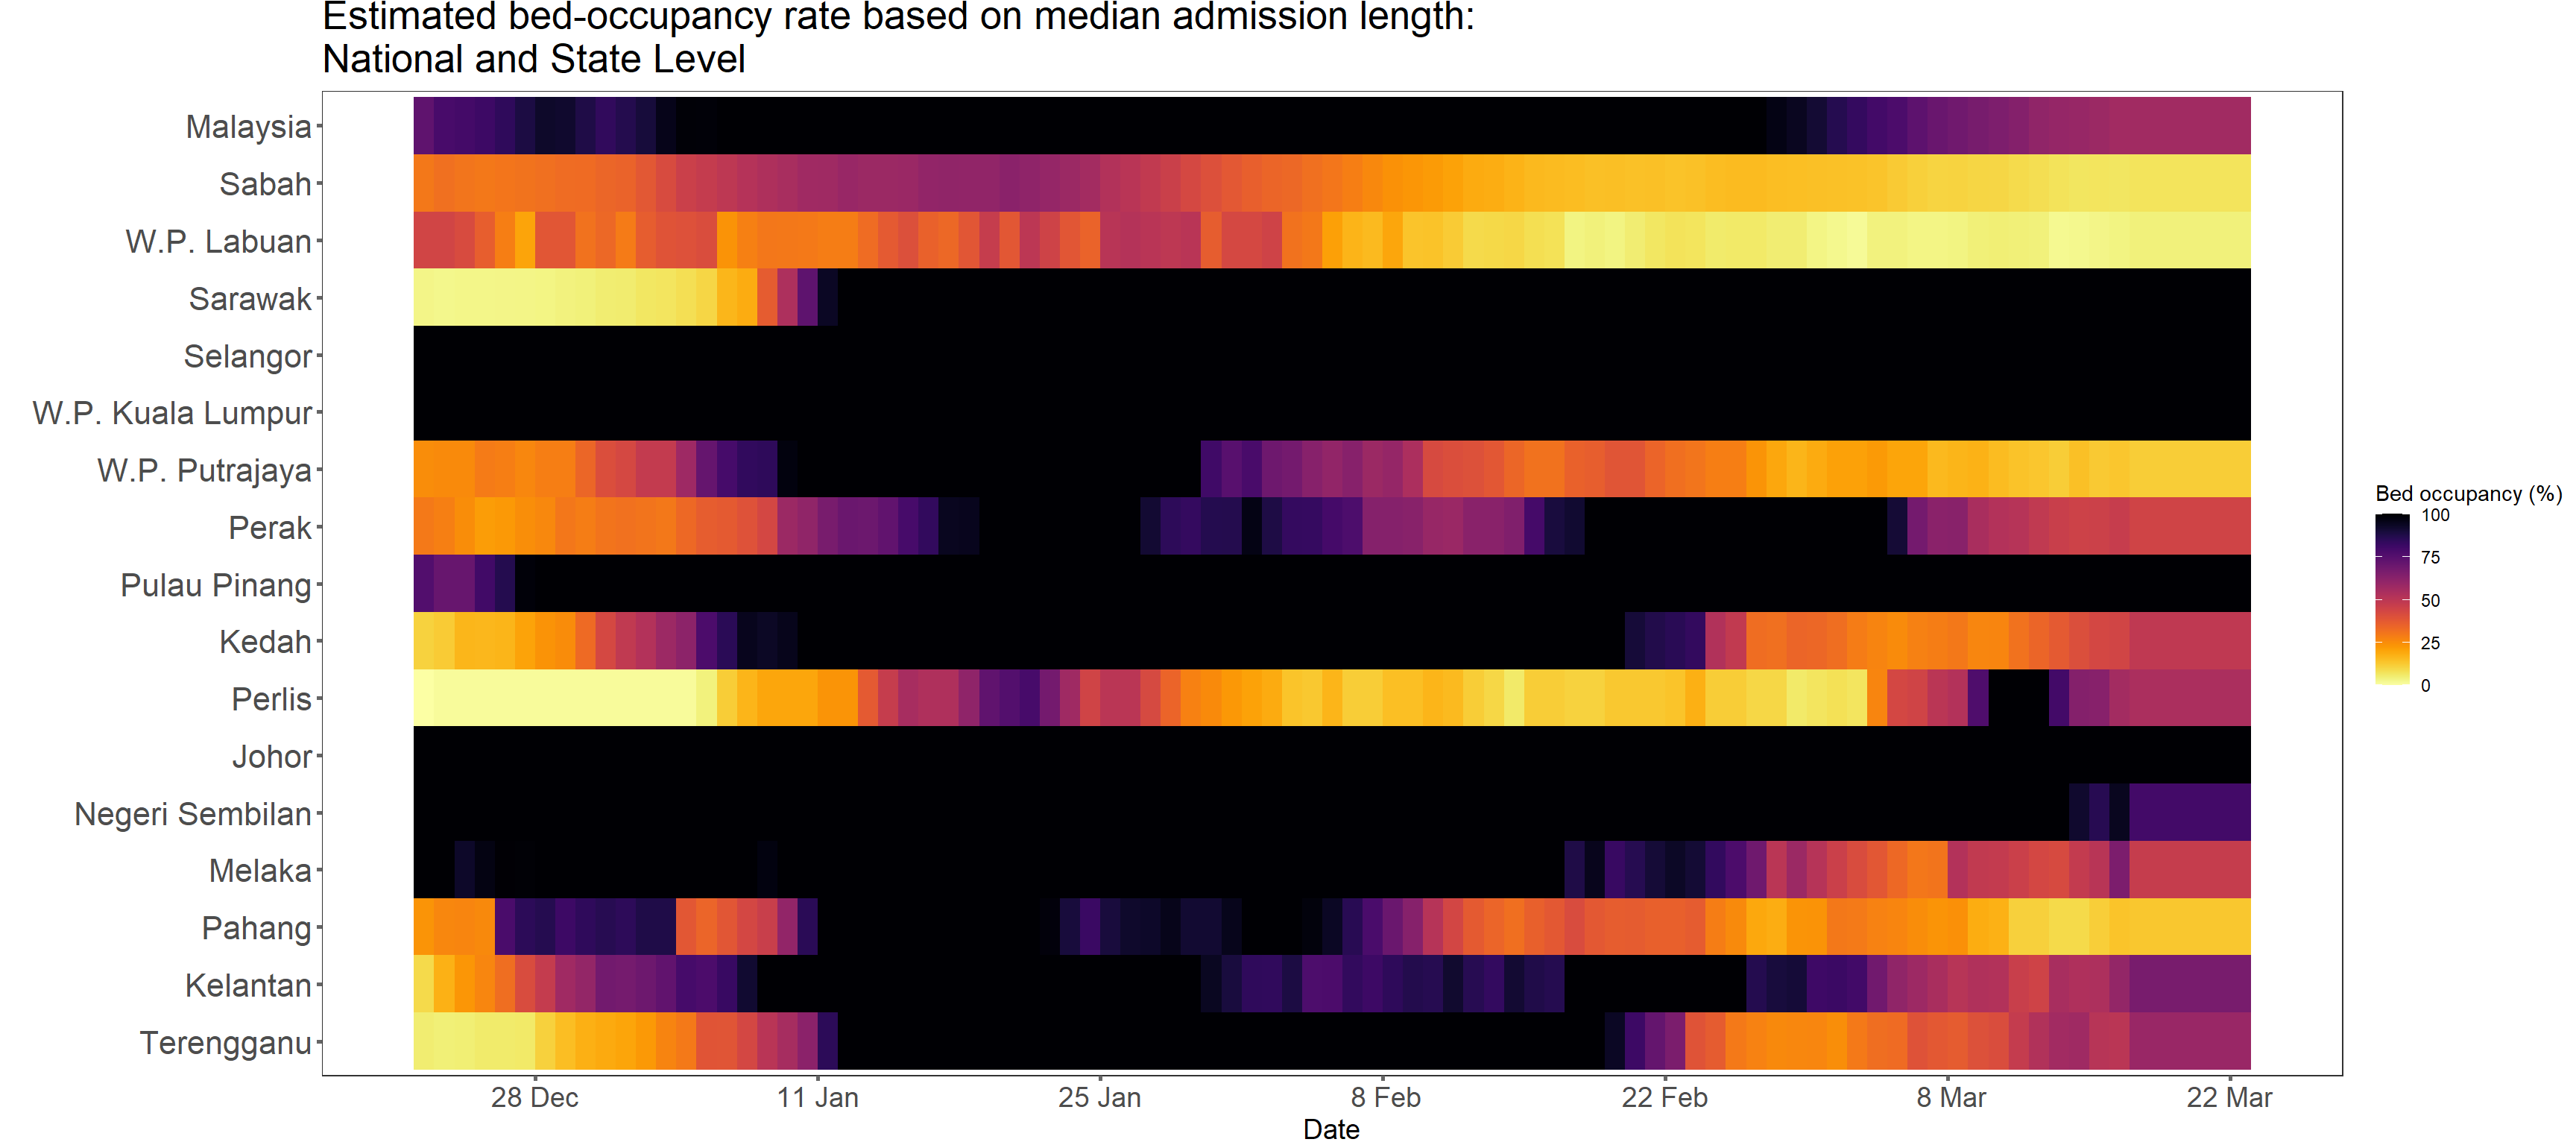 Estimated bed-occupancy rate based on median admission length:
National and State Level
Malaysia
Sabah
W.P. Labuan
Sarawak
Selangor
W.P. Kuala Lumpur
W.P. Putrajaya
Perak
Pulau Pinang
Kedah
Perlis
Johor
Negeri Sembilan
Melaka
Pahang
Kelantan
Terengganu
28 Dec 11 Jan 25 Jan 8 Feb 22 Feb 8 Mar 22 Mar
Date
Bed occupancy (%)
100
75
50
25
0